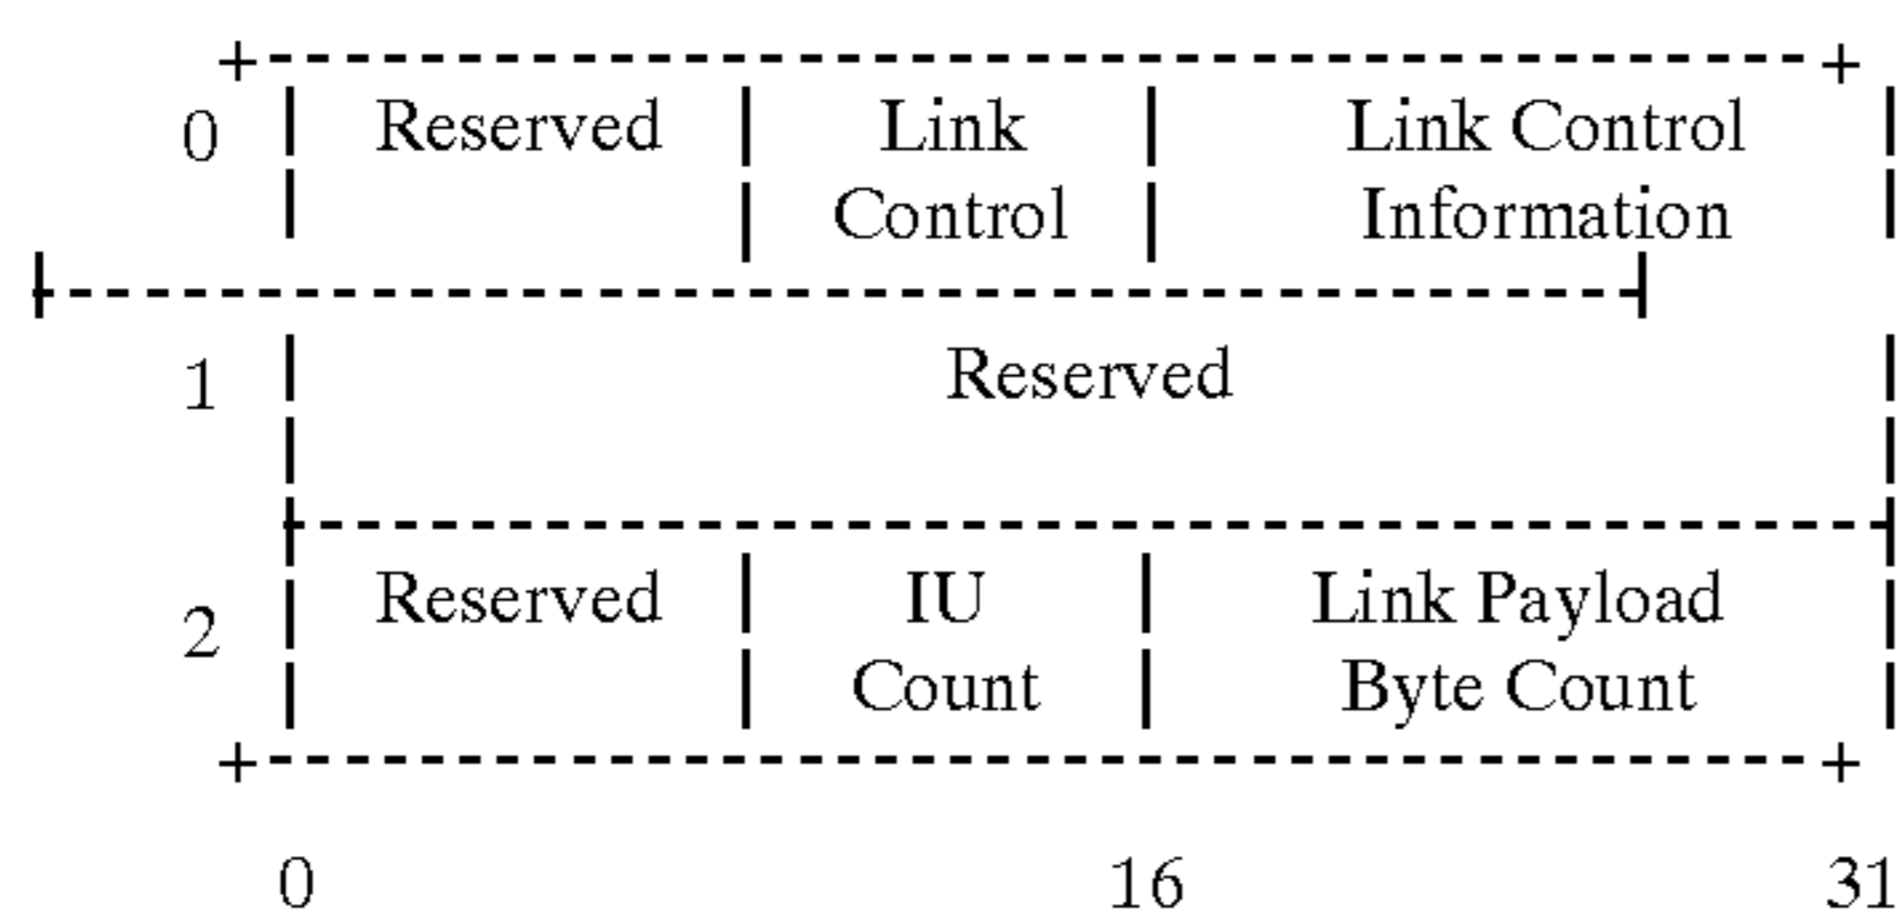 0 Reserved Link Link Control
Control Information
1 Reserved
2 Reserved IU Link Payload
Count Byte Count
0 16 31